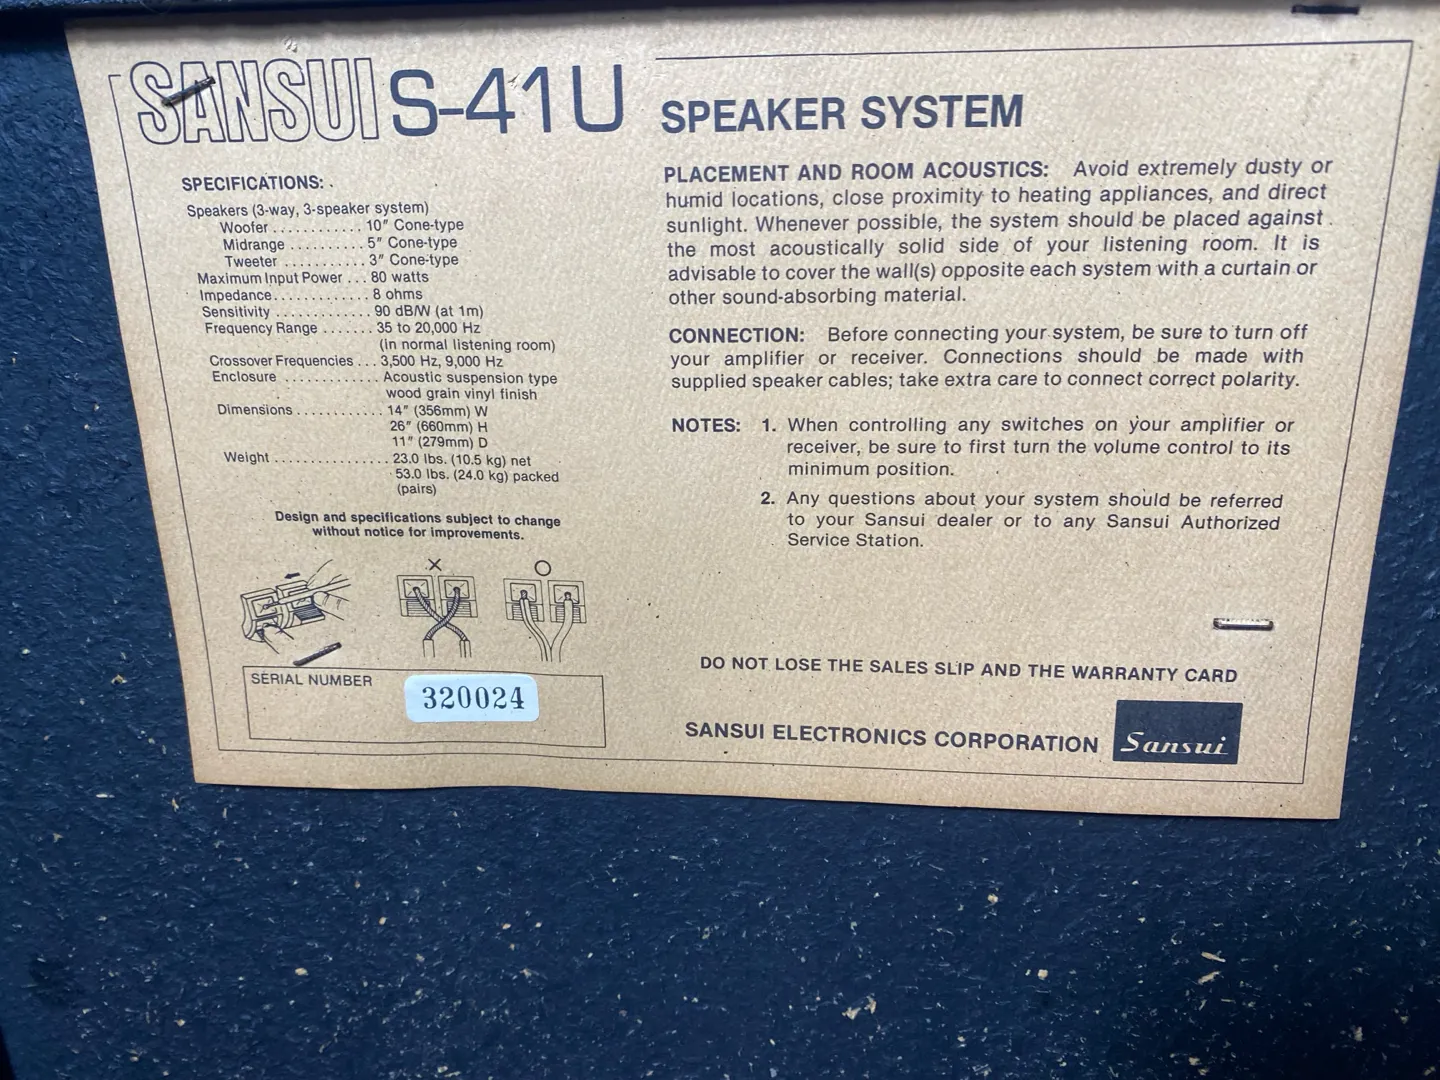 SANSUI S-41U SPEAKER SYSTEM
SPECIFICATIONS:
Speakers (3-way, 3-speaker system)
Woofer . . . . . . . . . . . . 10″ Cone-type
Midrange . . . . . . . . . . 5″ Cone-type
Tweeter . . . . . . . . . . . 3″ Cone-type
Maximum Input Power . . . 80 watts
Impedance. . . . . . . . . . . . . 8 ohms
Sensitivity . . . . . . . . . . . . . 90 dB/W (at 1m)
Frequency Range . . . . . . . 35 to 20,000 Hz
(in normal listening room)
Crossover Frequencies . . . 3,500 Hz, 9,000 Hz
Enclosure . . . . . . . . . . . . . Acoustic suspension type
wood grain vinyl finish
Dimensions . . . . . . . . . . . . 14″ (356mm) W
26″ (660mm) H
11″ (279mm) D
Weight . . . . . . . . . . . . . . . . 23.0 lbs. (10.5 kg) net
53.0 lbs. (24.0 kg) packed
(pairs)
Design and specifications subject to change
without notice for improvements.
SERIAL NUMBER
320024
PLACEMENT AND ROOM ACOUSTICS: Avoid extremely dusty or
humid locations, close proximity to heating appliances, and direct
sunlight. Whenever possible, the system should be placed against
the most acoustically solid side of your listening room. It is
advisable to cover the wall(s) opposite each system with a curtain or
other sound-absorbing material.
CONNECTION: Before connecting your system, be sure to turn off
your amplifier or receiver. Connections should be made with
supplied speaker cables; take extra care to connect correct polarity.
NOTES: 1. When controlling any switches on your amplifier or
receiver, be sure to first turn the volume control to its
minimum position.
2. Any questions about your system should be referred
to your Sansui dealer or to any Sansui Authorized
Service Station.
DO NOT LOSE THE SALES SLIP AND THE WARRANTY CARD
SANSUI ELECTRONICS CORPORATION Sansui